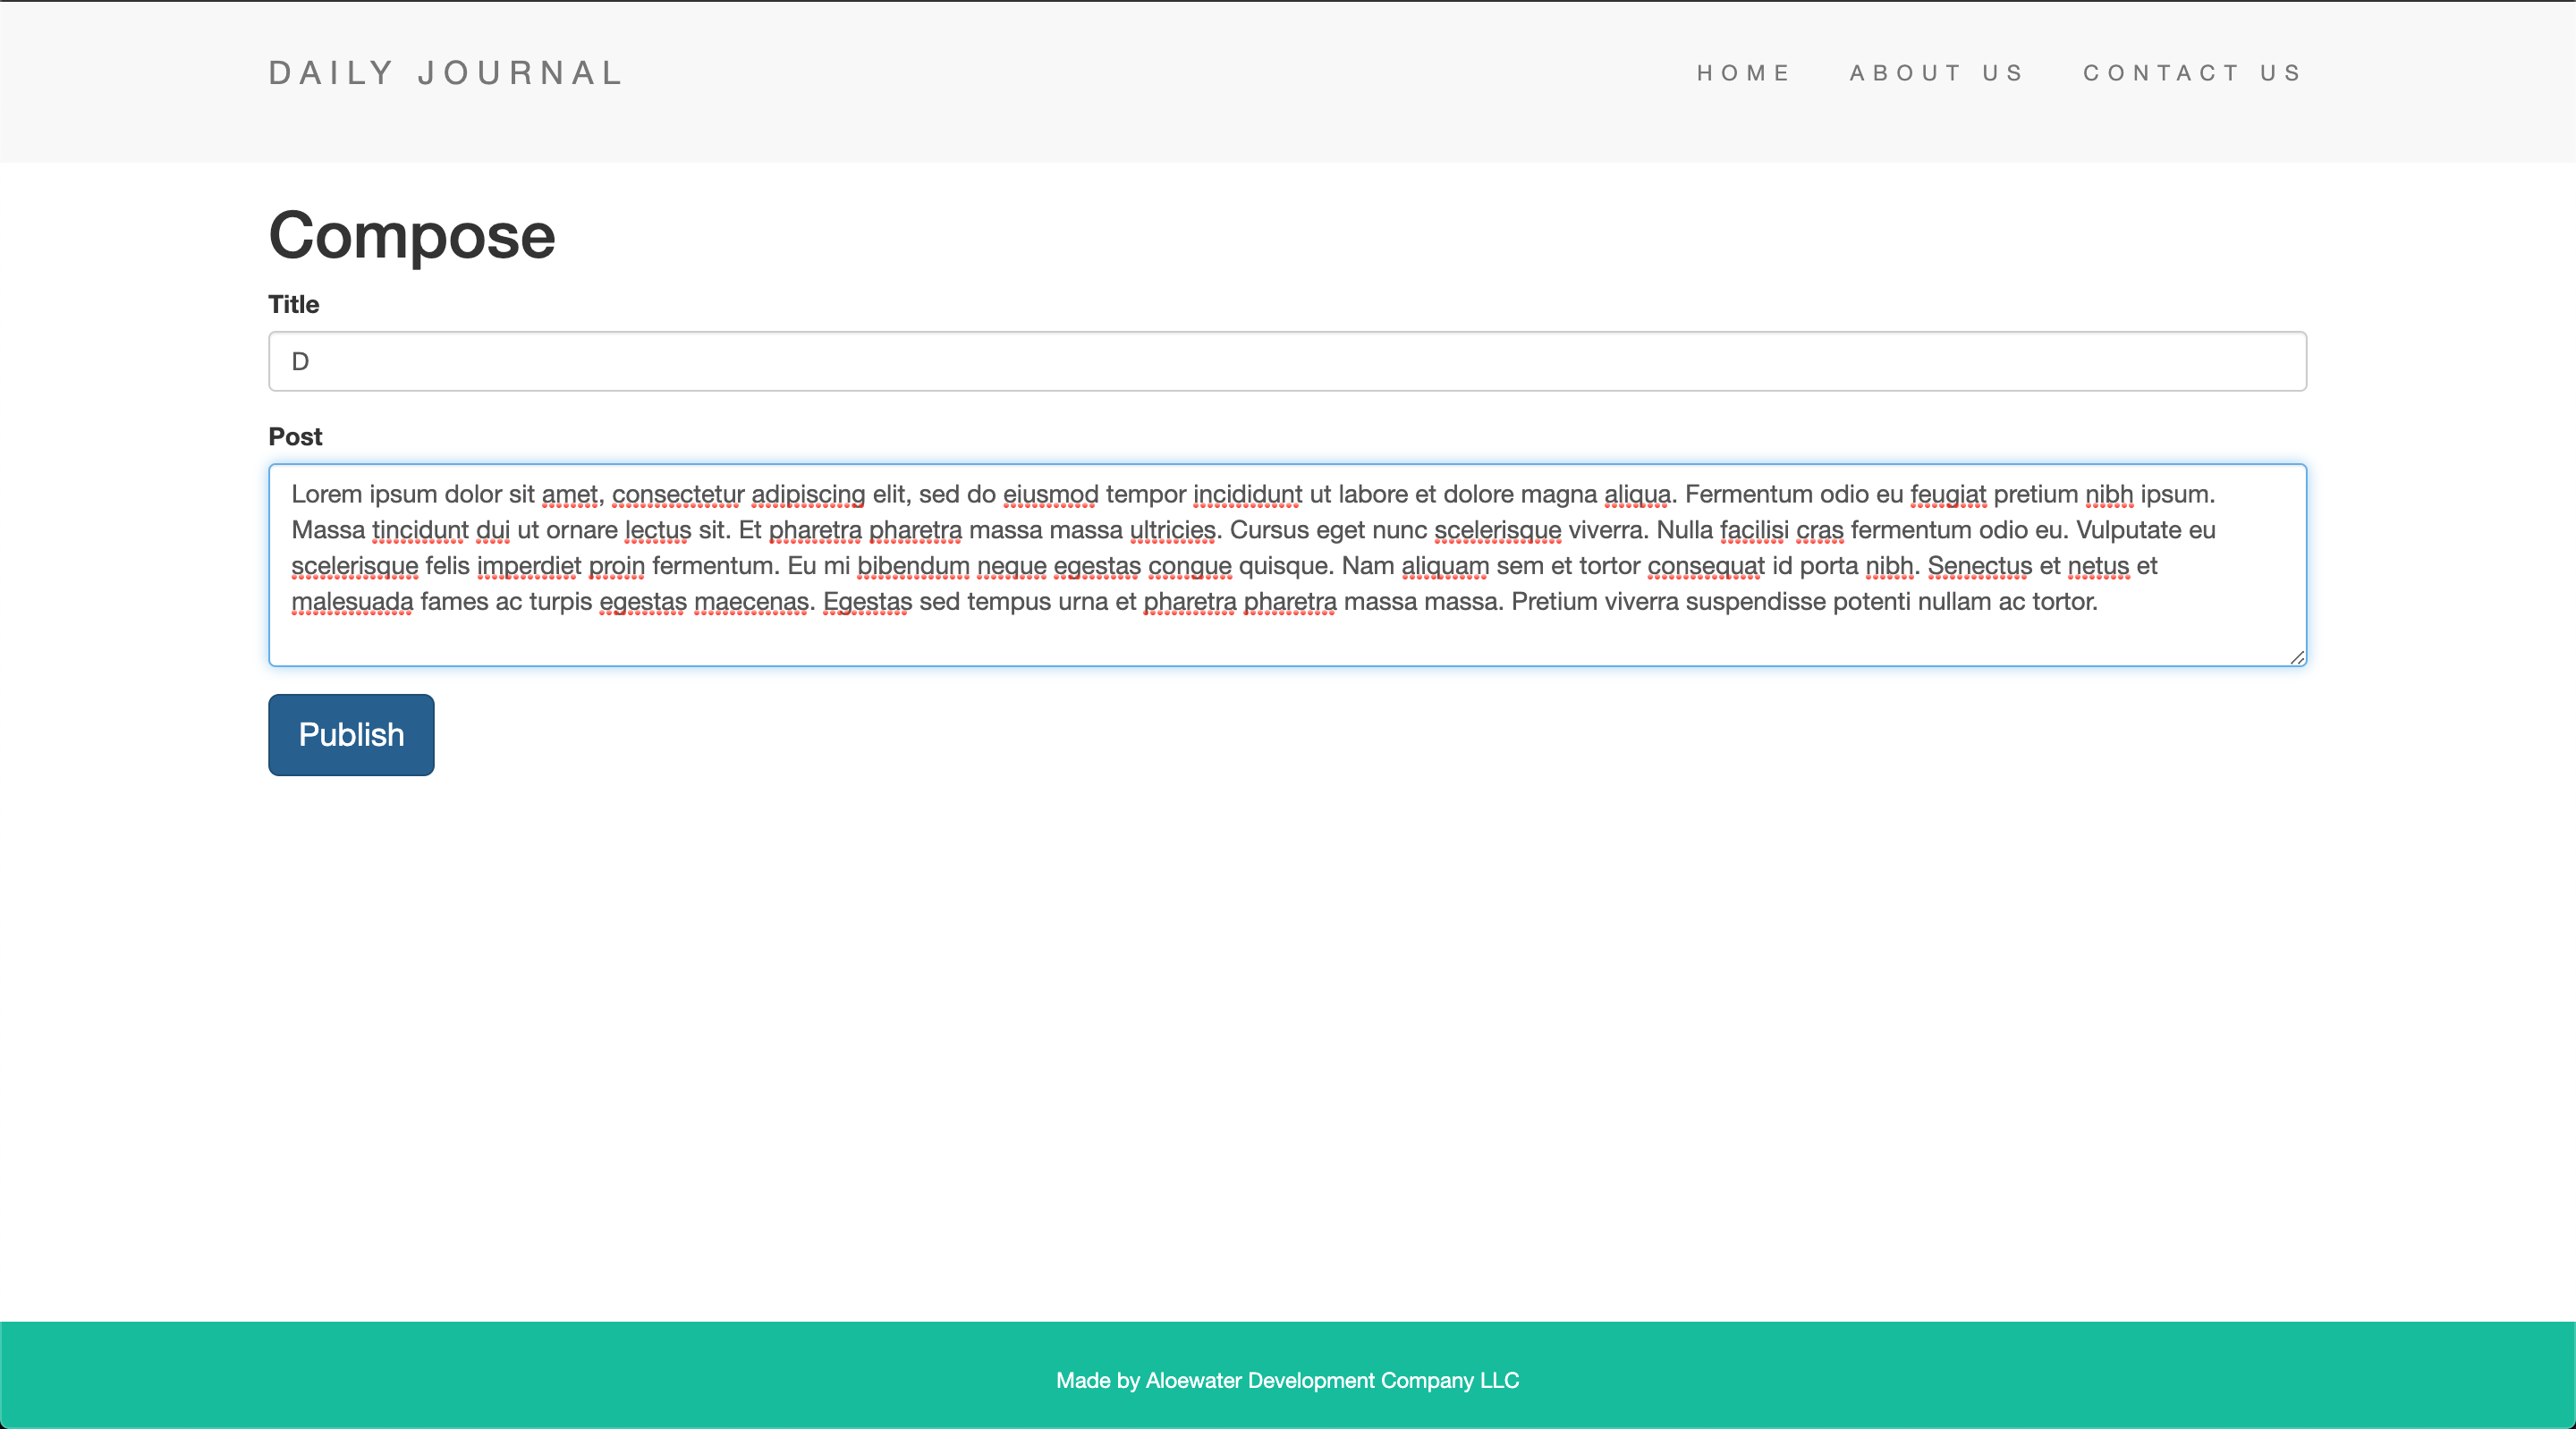 DAILY JOURNAL
HOME ABOUT US CONTACT US
Compose
Title
D
Post
Lorem ipsum dolor sit amet, consectetur adipiscing elit, sed do eiusmod tempor incididunt ut labore et dolore magna aliqua. Fermentum odio eu feugiat pretium nibh ipsum.
Massa tincidunt dui ut ornare lectus sit. Et pharetra pharetra massa massa ultricies. Cursus eget nunc scelerisque viverra. Nulla facilisi cras fermentum odio eu. Vulputate eu
scelerisque felis imperdiet proin fermentum. Eu mi bibendum neque egestas congue quisque. Nam aliquam sem et tortor consequat id porta nibh. Senectus et netus et
malesuada fames ac turpis egestas maecenas. Egestas sed tempus urna et pharetra pharetra massa massa. Pretium viverra suspendisse potenti nullam ac tortor.
Publish
Made by Aloewater Development Company LLC